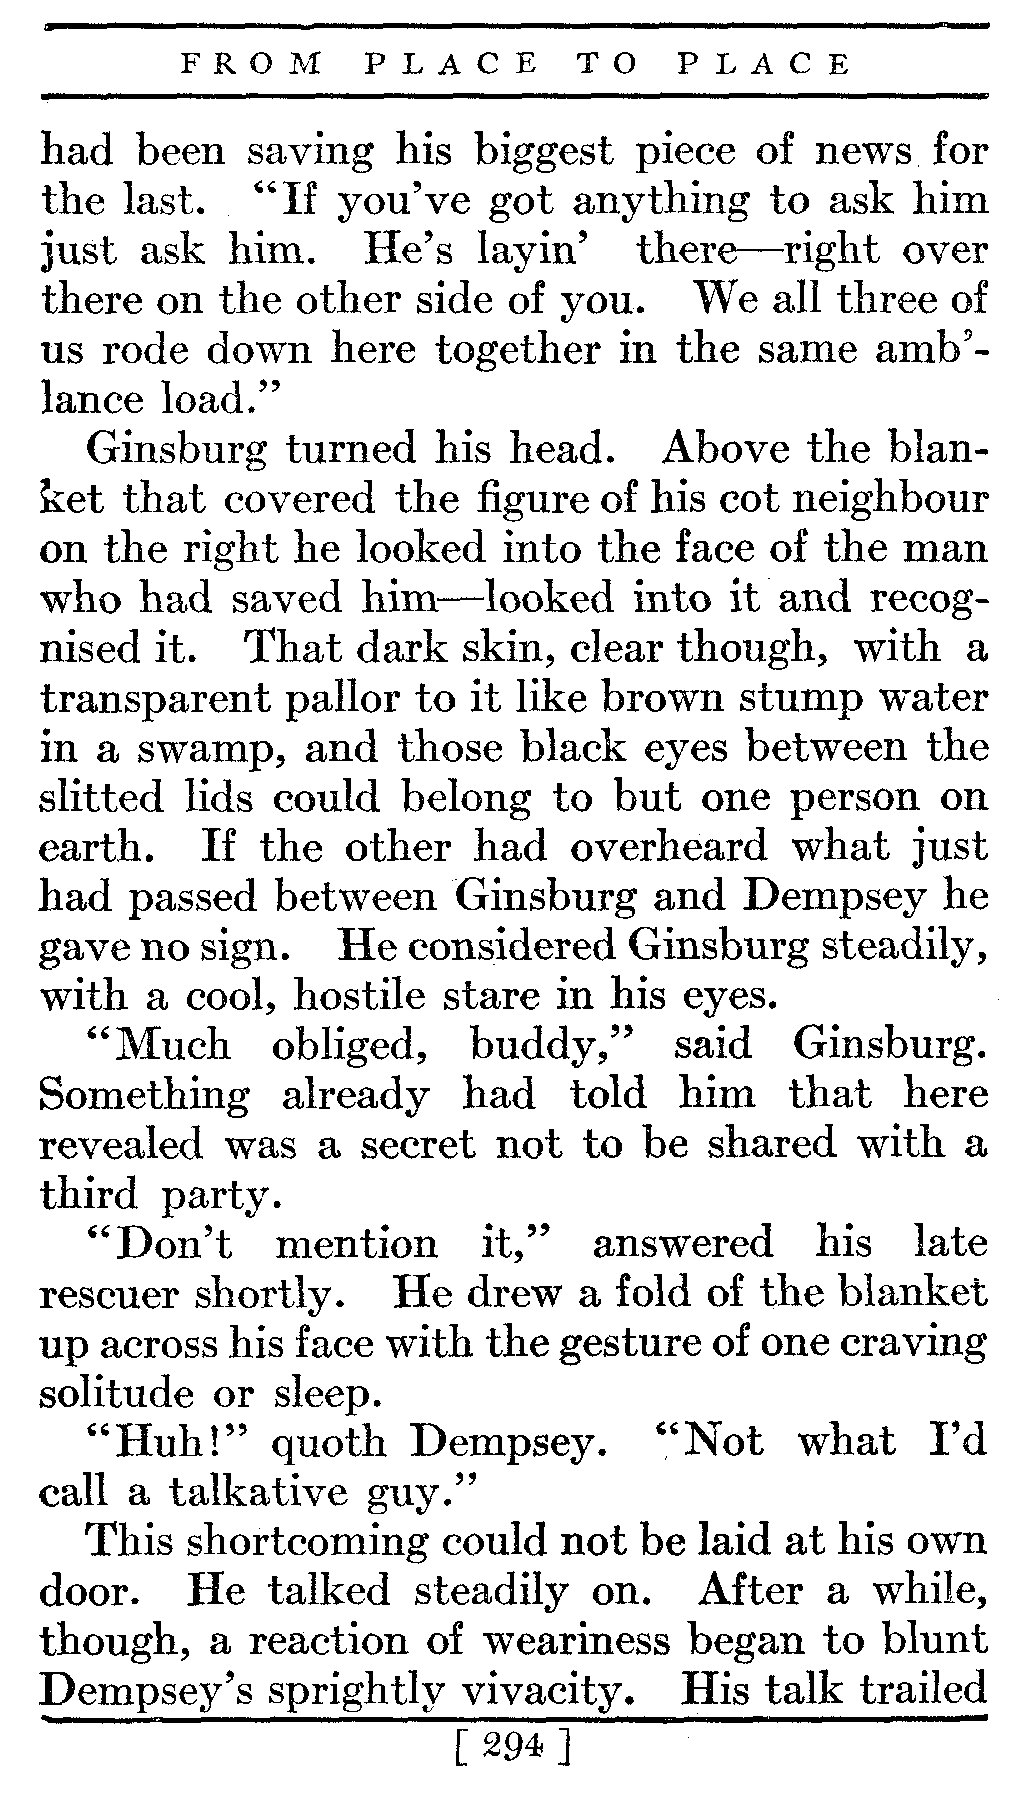 FROM PLACE TO PLACE
had been saving his biggest piece of news for
the last. “If you’ve got anything to ask him
just ask him. He’s layin’ there—right over
there on the other side of you. We all three of
us rode down here together in the same amb’-
lance load.”
Ginsburg turned his head. Above the blan-
ket that covered the figure of his cot neighbour
on the right he looked into the face of the man
who had saved him—looked into it and recog-
nised it. That dark skin, clear though, with a
transparent pallor to it like brown stump water
in a swamp, and those black eyes between the
slitted lids could belong to but one person on
earth. If the other had overheard what just
had passed between Ginsburg and Dempsey he
gave no sign. He considered Ginsburg steadily,
with a cool, hostile stare in his eyes.
“Much obliged, buddy,” said Ginsburg.
Something already had told him that here
revealed was a secret not to be shared with a
third party.
“Don’t mention it,” answered his late
rescuer shortly. He drew a fold of the blanket
up across his face with the gesture of one craving
solitude or sleep.
“Huh!” quoth Dempsey. “Not what I’d
call a talkative guy.”
This shortcoming could not be laid at his own
door. He talked steadily on. After a while,
though, a reaction of weariness began to blunt
Dempsey’s sprightly vivacity. His talk trailed
[ 294 ]